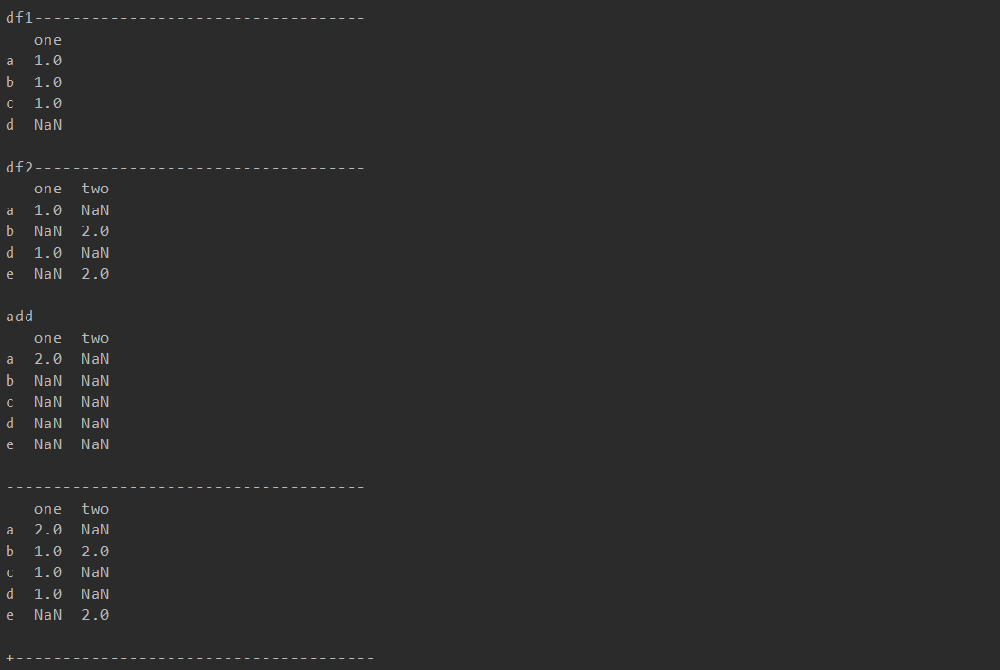 df1-----------------------------------
   one
a  1.0
b  1.0
c  1.0
d  NaN
df2-----------------------------------
   one  two
a  1.0  NaN
b  NaN  2.0
d  1.0  NaN
e  NaN  2.0
add-----------------------------------
   one  two
a  2.0  NaN
b  NaN  NaN
c  NaN  NaN
d  NaN  NaN
e  NaN  NaN
--------------------------------------
   one  two
a  2.0  NaN
b  1.0  2.0
c  1.0  NaN
d  1.0  NaN
e  NaN  2.0
+--------------------------------------